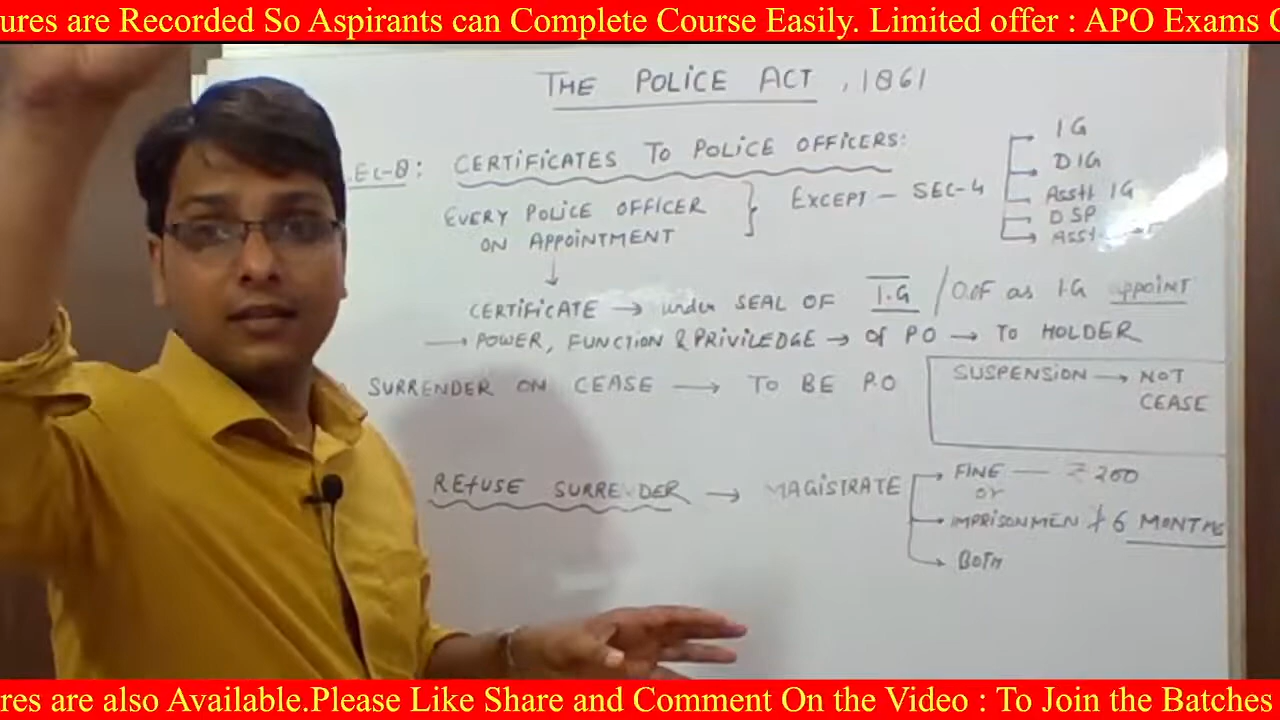 ures are Recorded So Aspirants can Complete Course Easily. Limited offer : APO Exams C
THE POLICE ACT , 1861
EC-8 : CERTIFICATES TO POLICE OFFICERS:
EVERY POLICE OFFICER
ON APPOINTMENT
EXCEPT - SEC-4
IG
DIG
Asstt IG
DSP
Asst.
CERTIFICATE → under SEAL OF I.G / Off as I.G appoint
→ POWER, FUNCTION & PRIVILEDGE → of PO → TO HOLDER
SURRENDER ON CEASE → TO BE P.O
SUSPENSION → NOT
CEASE
REFUSE SURRENDER → MAGISTRATE
FINE — ₹ 200
or
IMPRISONMEN ≯ 6 MONTHS
BOTH
res are also Available.Please Like Share and Comment On the Video : To Join the Batches